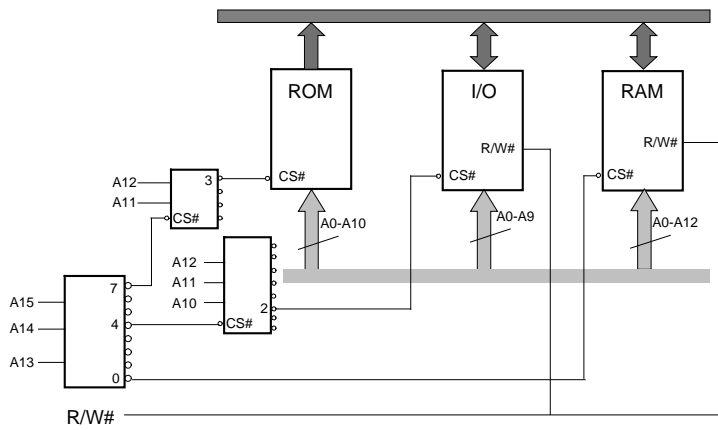 ROM
I/O
RAM
R/W#
R/W#
A12
3
CS#
CS#
CS#
A11
CS#
A0-A10
A0-A9
A0-A12
A12
A11
A10
2
CS#
7
A15
4
A14
A13
0
R/W#